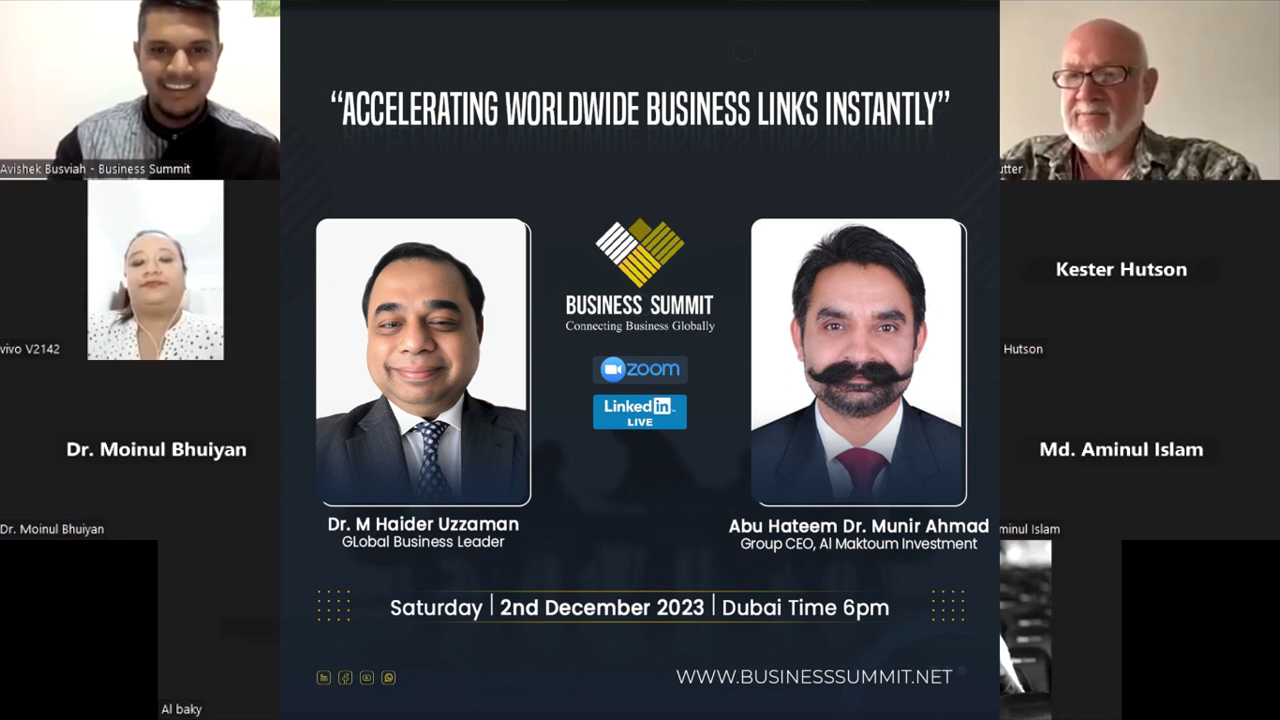 “ACCELERATING WORLDWIDE BUSINESS LINKS INSTANTLY”
Avishek Busviah - Business Summit
utter
BUSINESS SUMMIT
Connecting Business Globally
Kester Hutson
Hutson
vivo V2142
zoom
Linked in
LIVE
Dr. Moinul Bhuiyan
Md. Aminul Islam
Dr. Moinul Bhuiyan
minul Islam
Dr. M Haider Uzzaman
GLobal Business Leader
Abu Hateem Dr. Munir Ahmad
Group CEO, Al Maktoum Investment
Saturday | 2nd December 2023 | Dubai Time 6pm
WWW.BUSINESSSUMMIT.NET
Al baky